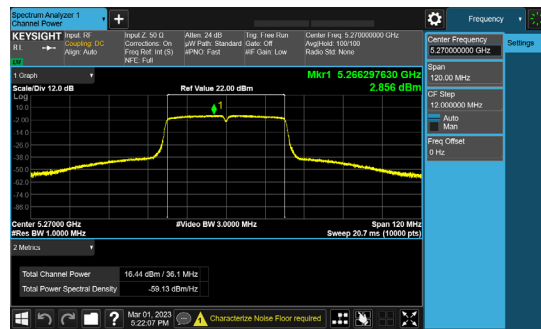 Spectrum Analyzer 1
Channel Power
+
Frequency
KEYSIGHT
RL
Input: RF
Coupling: DC
Align: Auto
Input Z: 50 Ω
Corrections: On
Freq Ref: Int (S)
NFE: Full
Atten: 24 dB
µW Path: Standard
#PNO: Fast
Trig: Free Run
Gate: Off
#IF Gain: Low
Center Freq: 5.270000000 GHz
Avg|Hold: 100/100
Radio Std: None
LW
1 Graph
Scale/Div 12.0 dB
Ref Value 22.00 dBm
Mkr1 5.266297630 GHz
2.856 dBm
Log
10.0
-2.00
-14.0
-26.0
-38.0
-50.0
-62.0
-74.0
-86.0
1
Center 5.27000 GHz
#Res BW 1.0000 MHz
#Video BW 3.0000 MHz
Span 120 MHz
Sweep 20.7 ms (10000 pts)
2 Metrics
Total Channel Power 16.44 dBm / 36.1 MHz
Total Power Spectral Density -59.13 dBm/Hz
Mar 01, 2023
5:22:07 PM
Characterize Noise Floor required
Center Frequency
5.270000000 GHz
Span
120.00 MHz
CF Step
12.000000 MHz
Auto
Man
Freq Offset
0 Hz
Settings